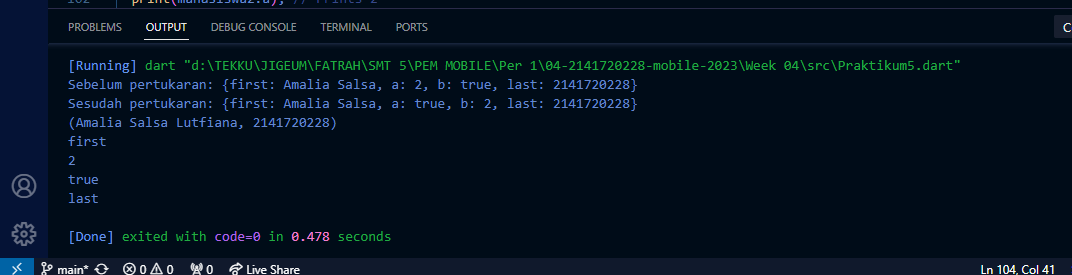 102 print(mahasiswa2.a); // Prints 2
PROBLEMS OUTPUT DEBUG CONSOLE TERMINAL PORTS
[Running] dart "d:\TEKKU\JIGEUM\FATRAH\SMT 5\PEM MOBILE\Per 1\04-2141720228-mobile-2023\Week 04\src\Praktikum5.dart"
Sebelum pertukaran: {first: Amalia Salsa, a: 2, b: true, last: 2141720228}
Sesudah pertukaran: {first: Amalia Salsa, a: true, b: 2, last: 2141720228}
(Amalia Salsa Lutfiana, 2141720228)
first
2
true
last
[Done] exited with code=0 in 0.478 seconds
main* 0 0 0 Live Share Ln 104, Col 41